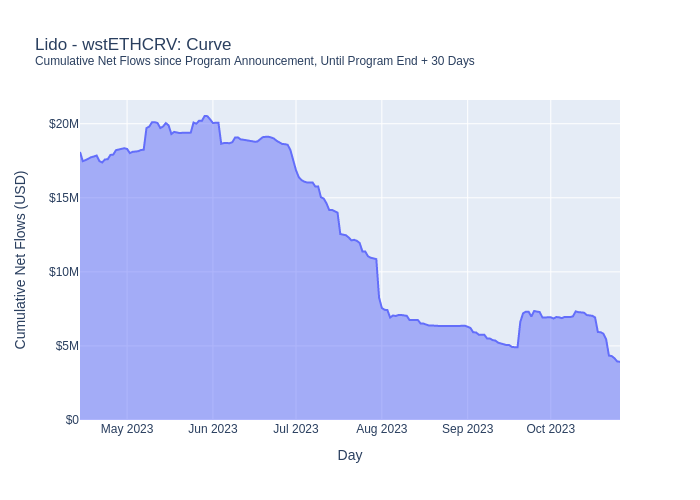 Lido - wstETHCRV: Curve
Cumulative Net Flows since Program Announcement, Until Program End + 30 Days
Cumulative Net Flows (USD)
$20M
$15M
$10M
$5M
$0
May 2023
Jun 2023
Jul 2023
Aug 2023
Sep 2023
Oct 2023
Day